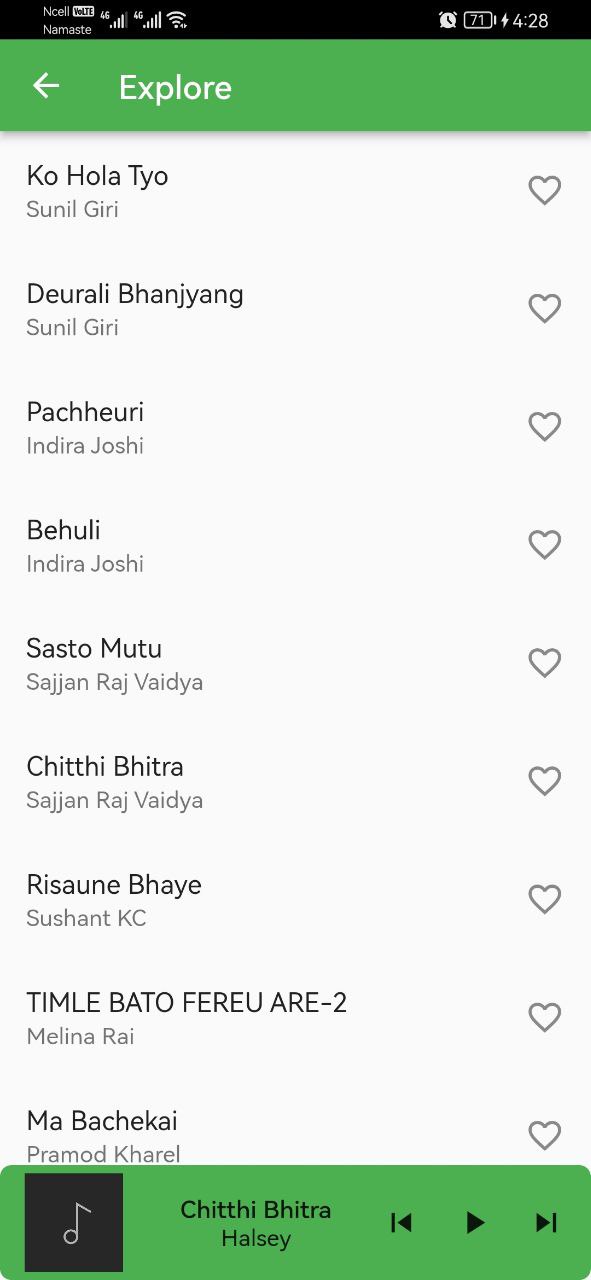 Ncell VoLTE 4G 4G 71 4:28
Namaste
Explore
Ko Hola Tyo
Sunil Giri
Deurali Bhanjyang
Sunil Giri
Pachheuri
Indira Joshi
Behuli
Indira Joshi
Sasto Mutu
Sajjan Raj Vaidya
Chitthi Bhitra
Sajjan Raj Vaidya
Risaune Bhaye
Sushant KC
TIMLE BATO FEREU ARE-2
Melina Rai
Ma Bachekai
Pramod Kharel
Chitthi Bhitra
Halsey